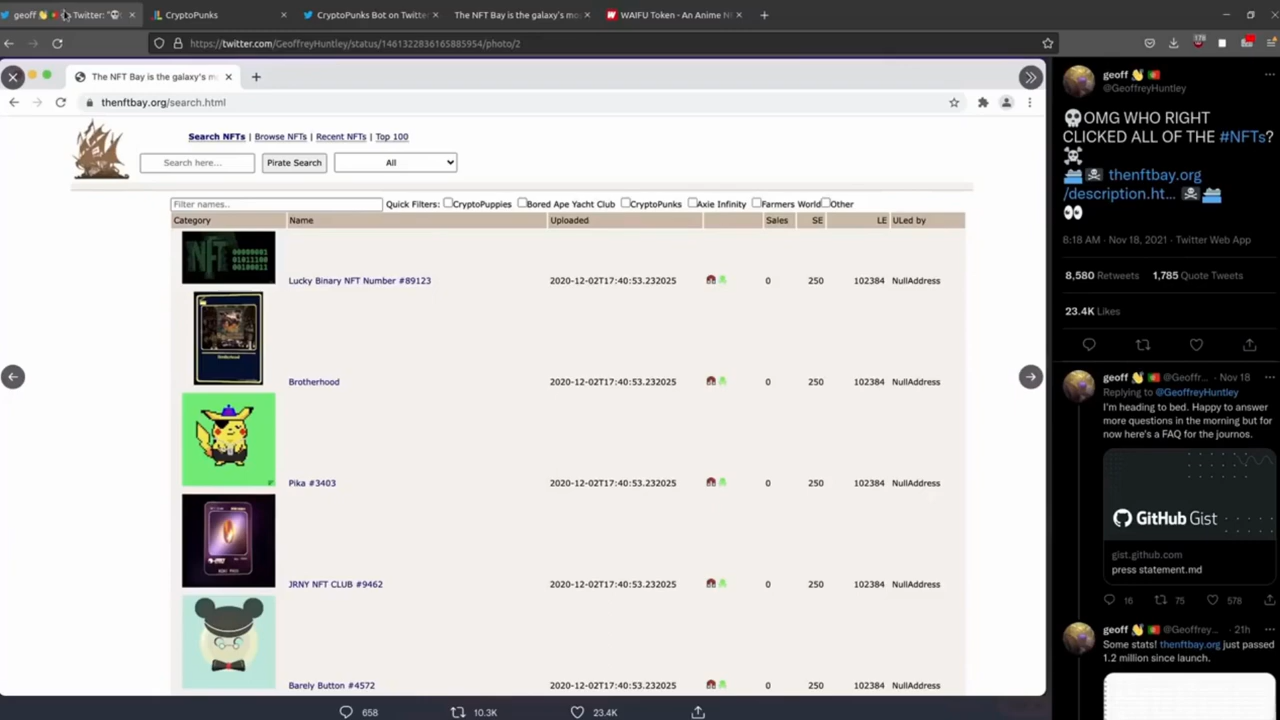 geoff Twitter: "
CryptoPunks
CryptoPunks Bot on Twitter
The NFT Bay is the galaxy's mo
WAIFU Token - An Anime N
https://twitter.com/GeoffreyHuntley/status/1461322836165885954/photo/2
178
The NFT Bay is the galaxy's mo
thenftbay.org/search.html
Search NFTs | Browse NFTs | Recent NFTs | Top 100
Search here...
Pirate Search
All
Filter names..
Quick Filters: CryptoPuppies Bored Ape Yacht Club CryptoPunks Axie Infinity Farmers World Other
Category Name Uploaded Sales SE LE ULed by
NFT 00000001
01011100
00100011
Lucky Binary NFT Number #89123 2020-12-02T17:40:53.232025 0 250 102384 NullAddress
Brotherhood 2020-12-02T17:40:53.232025 0 250 102384 NullAddress
Pika #3403 2020-12-02T17:40:53.232025 0 250 102384 NullAddress
JRNY NFT CLUB #9462 2020-12-02T17:40:53.232025 0 250 102384 NullAddress
Barely Button #4572 2020-12-02T17:40:53.232025 0 250 102384 NullAddress
658
10.3K
23.4K
geoff
@GeoffreyHuntley
OMG WHO RIGHT
CLICKED ALL OF THE #NFTs?
thenftbay.org
/description.ht...
6:18 AM · Nov 18, 2021 · Twitter Web App
8,580 Retweets 1,785 Quote Tweets
23.4K Likes
geoff @Geoffr... · Nov 18
Replying to @GeoffreyHuntley
I'm heading to bed. Happy to answer
more questions in the morning but for
now here's a FAQ for the journos.
GitHub Gist
gist.github.com
press statement.md
16 75 578
geoff @Geoffrey... · 21h
Some stats! thenftbay.org just passed
1.2 million since launch.